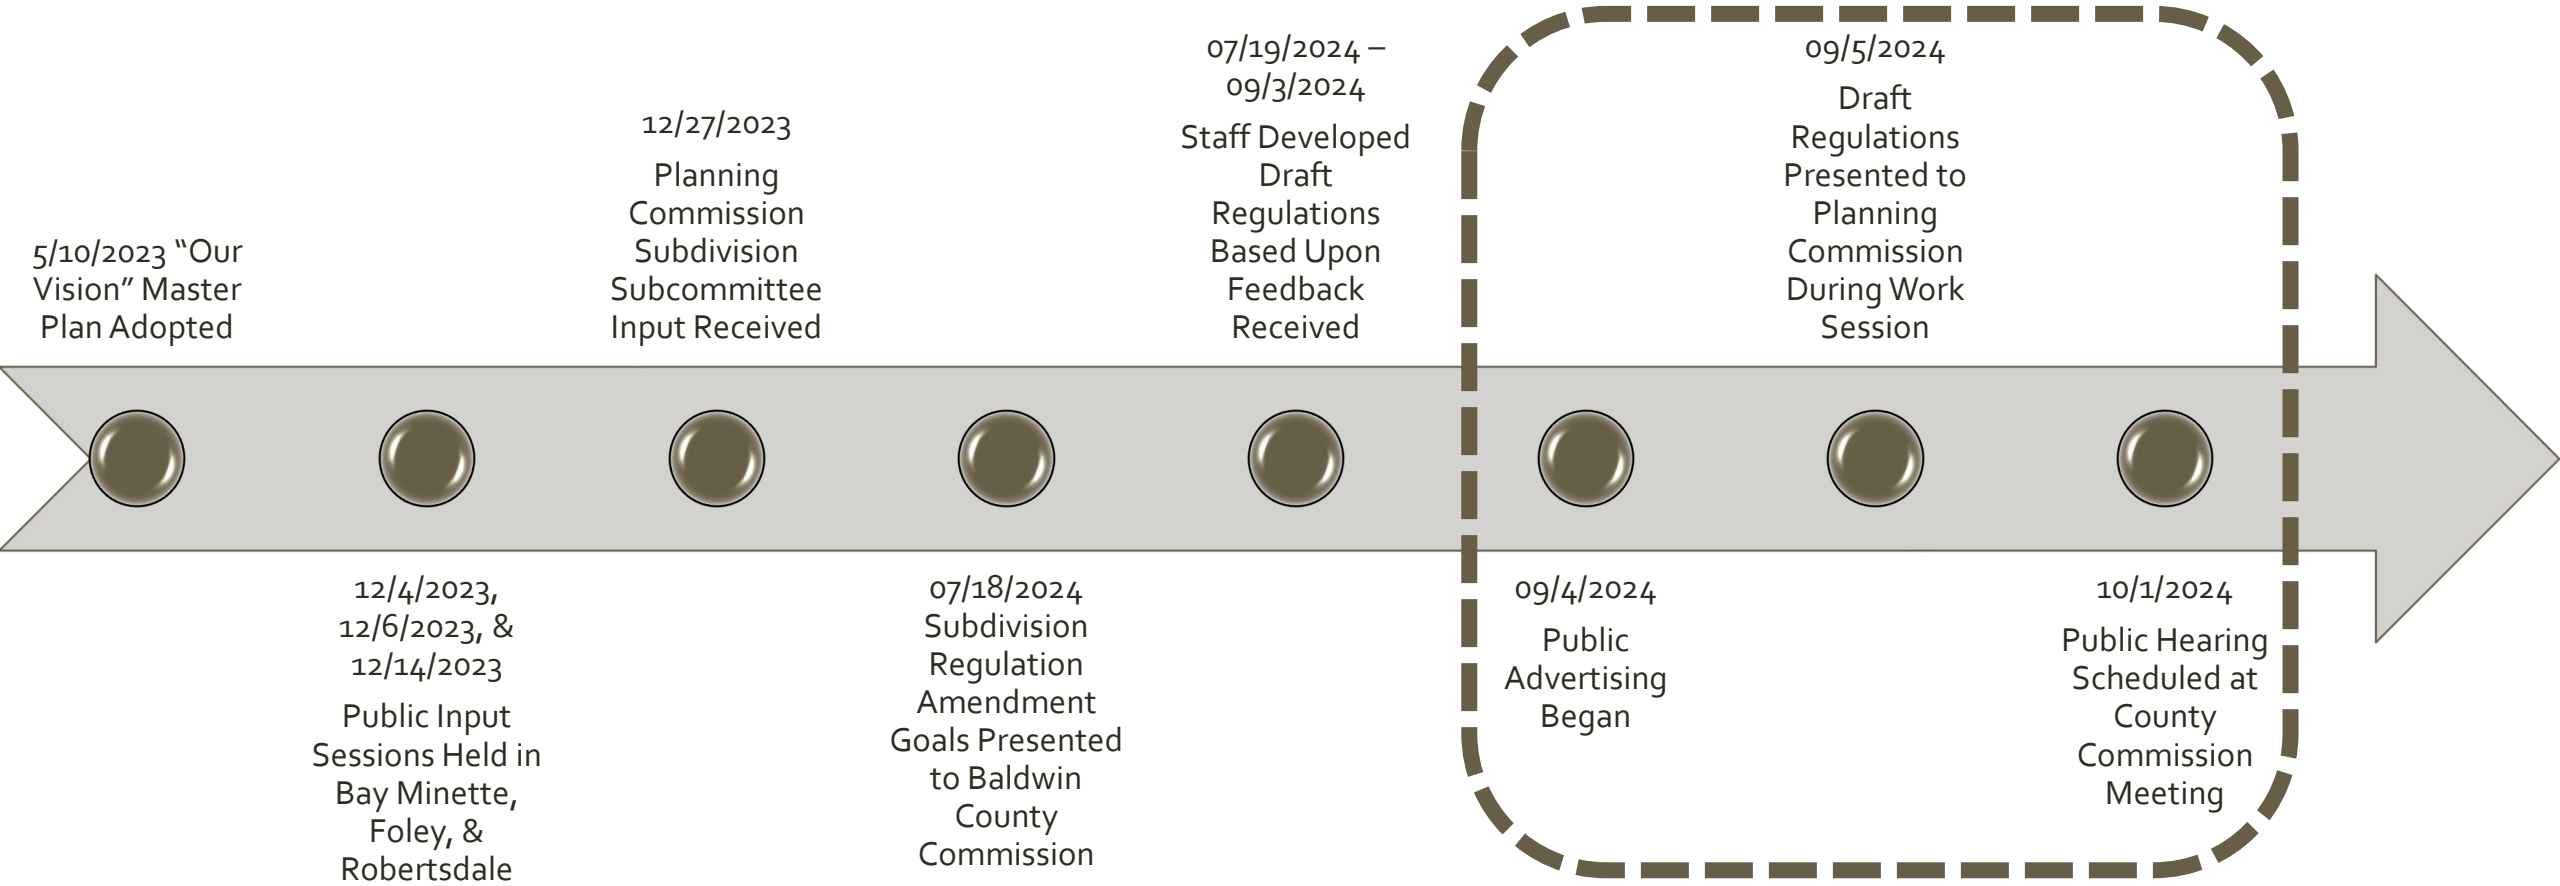 5/10/2023 “Our
Vision” Master
Plan Adopted
12/4/2023,
12/6/2023, &
12/14/2023
Public Input
Sessions Held in
Bay Minette,
Foley, &
Robertsdale
12/27/2023
Planning
Commission
Subdivision
Subcommittee
Input Received
07/18/2024
Subdivision
Regulation
Amendment
Goals Presented
to Baldwin
County
Commission
07/19/2024 –
09/3/2024
Staff Developed
Draft
Regulations
Based Upon
Feedback
Received
09/4/2024
Public
Advertising
Began
09/5/2024
Draft
Regulations
Presented to
Planning
Commission
During Work
Session
10/1/2024
Public Hearing
Scheduled at
County
Commission
Meeting